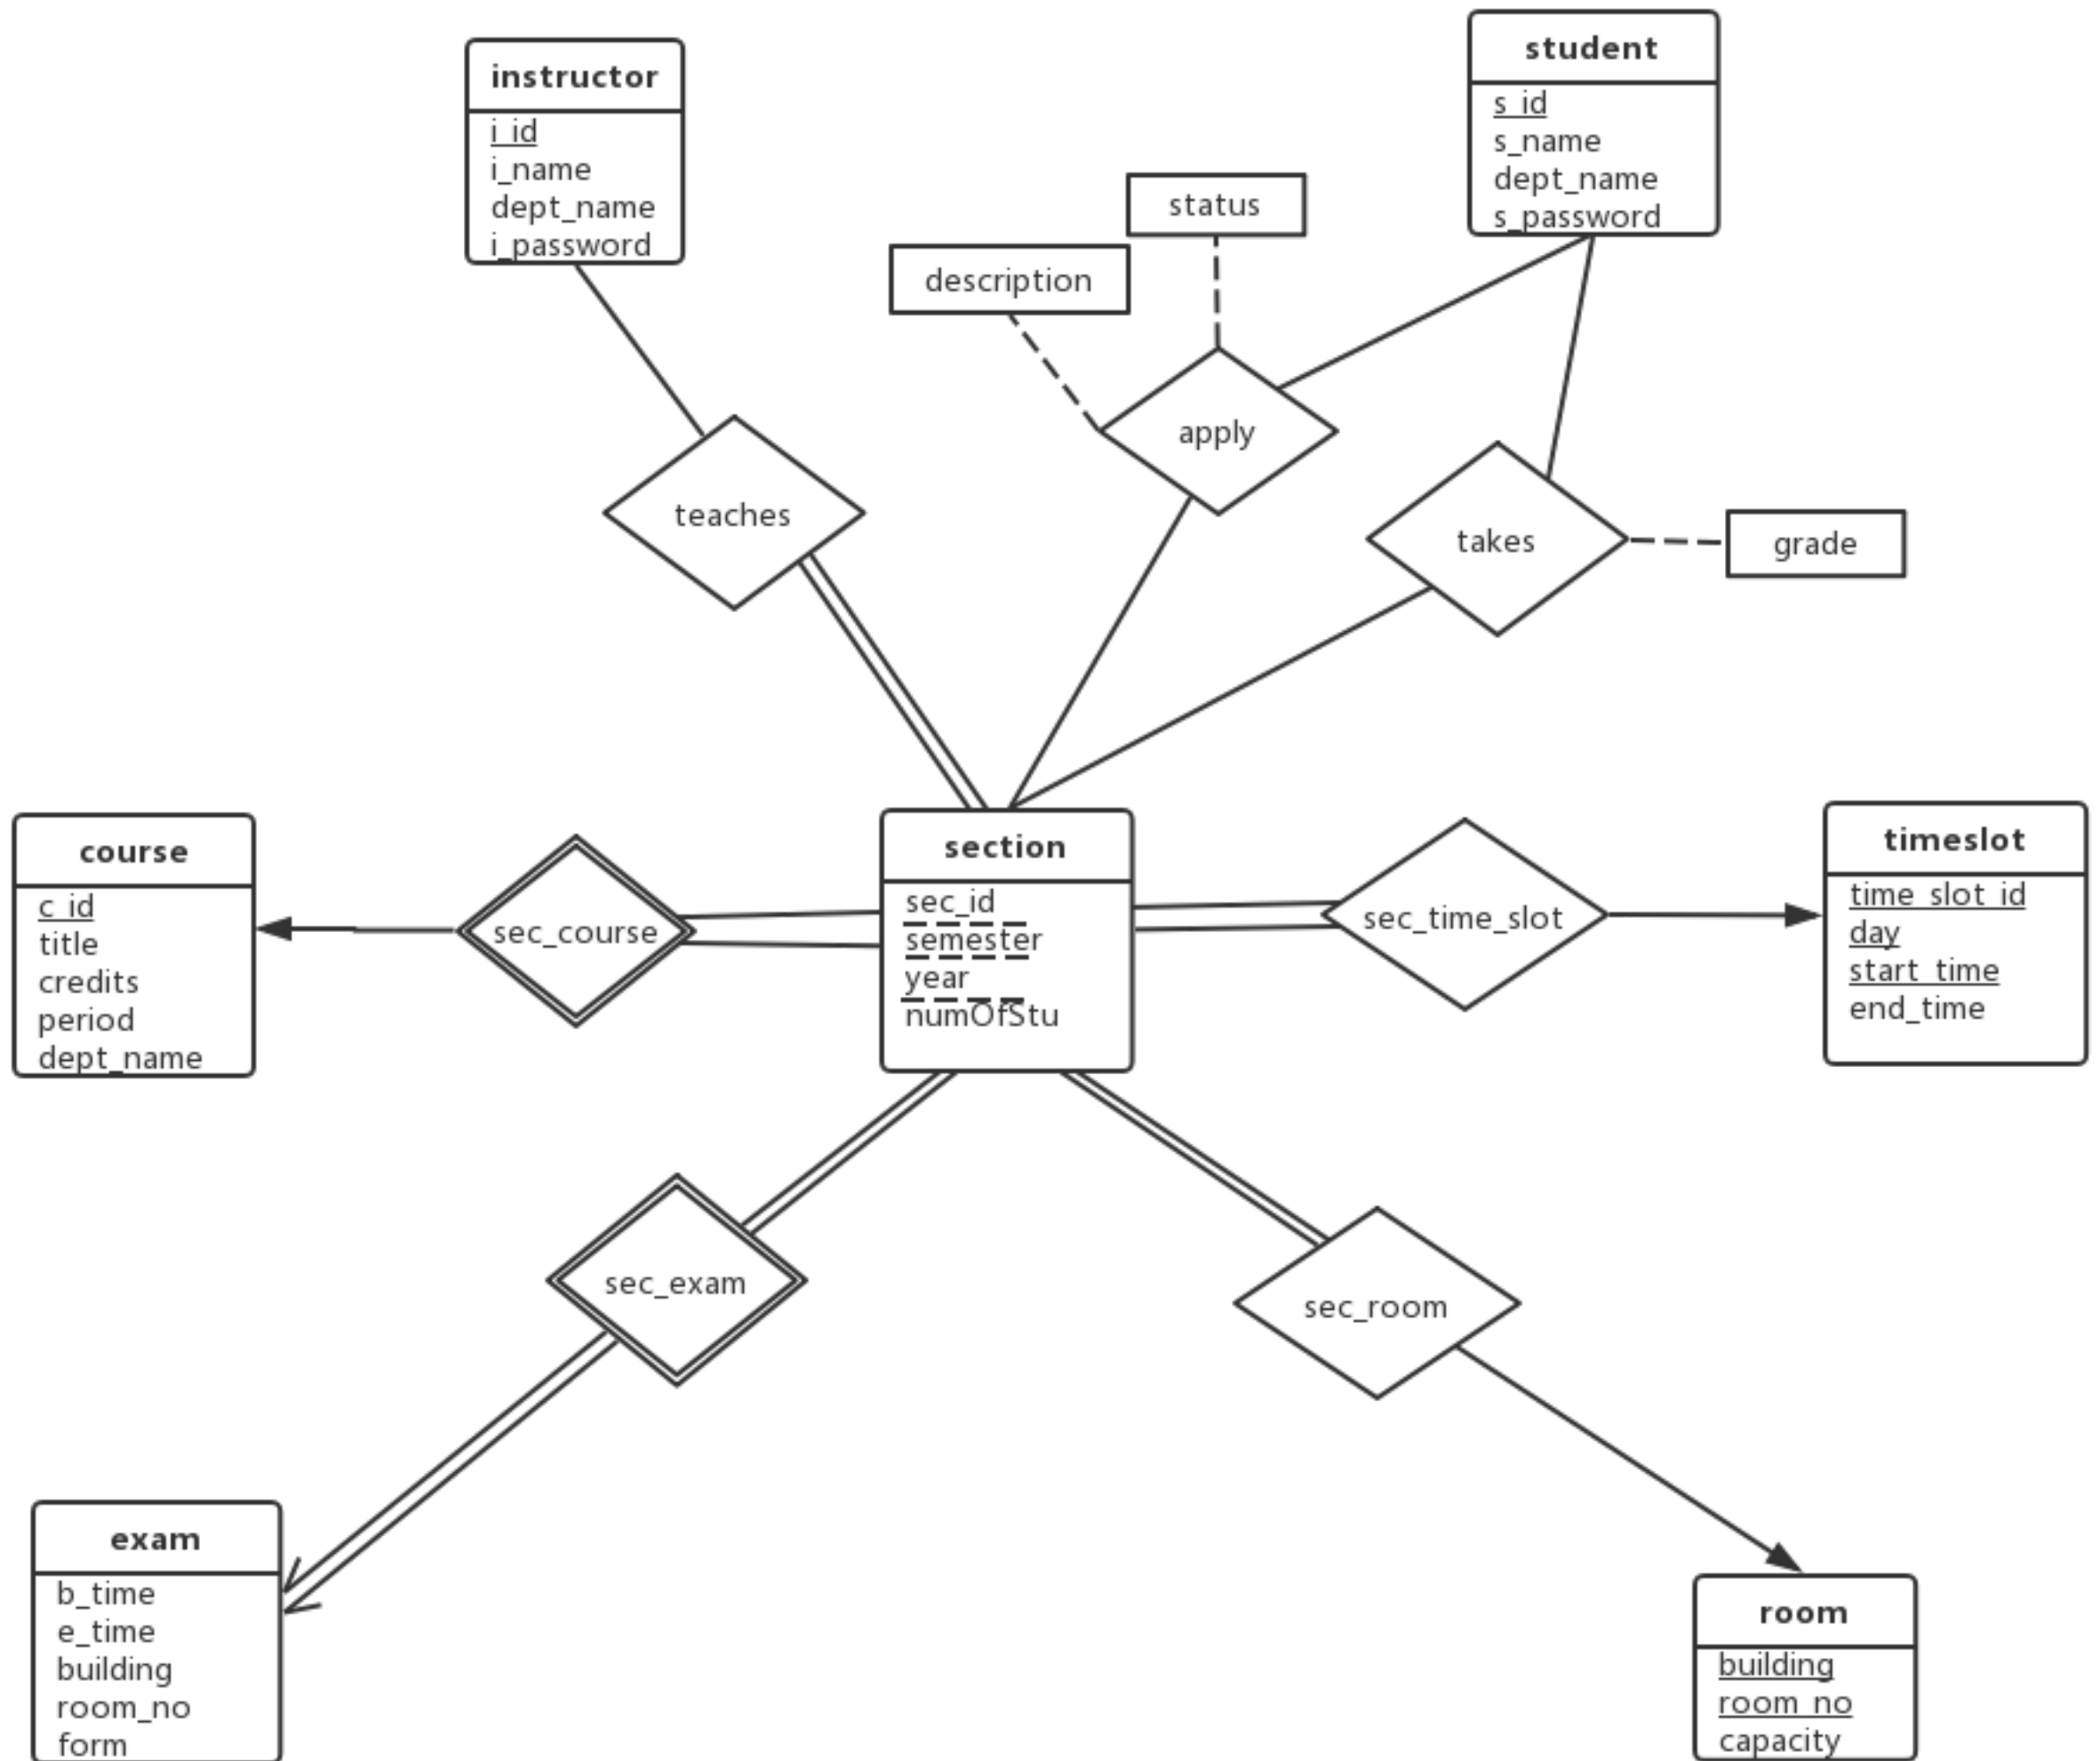 student
s_id
s_name
dept_name
s_password
instructor
i_id
i_name
dept_name
i_password
status
description
apply
teaches
takes
grade
course
c_id
title
credits
period
dept_name
sec_course
section
sec_id
semester
year
numOfStu
sec_time_slot
timeslot
time_slot_id
day
start_time
end_time
sec_exam
sec_room
exam
b_time
e_time
building
room_no
form
room
building
room_no
capacity